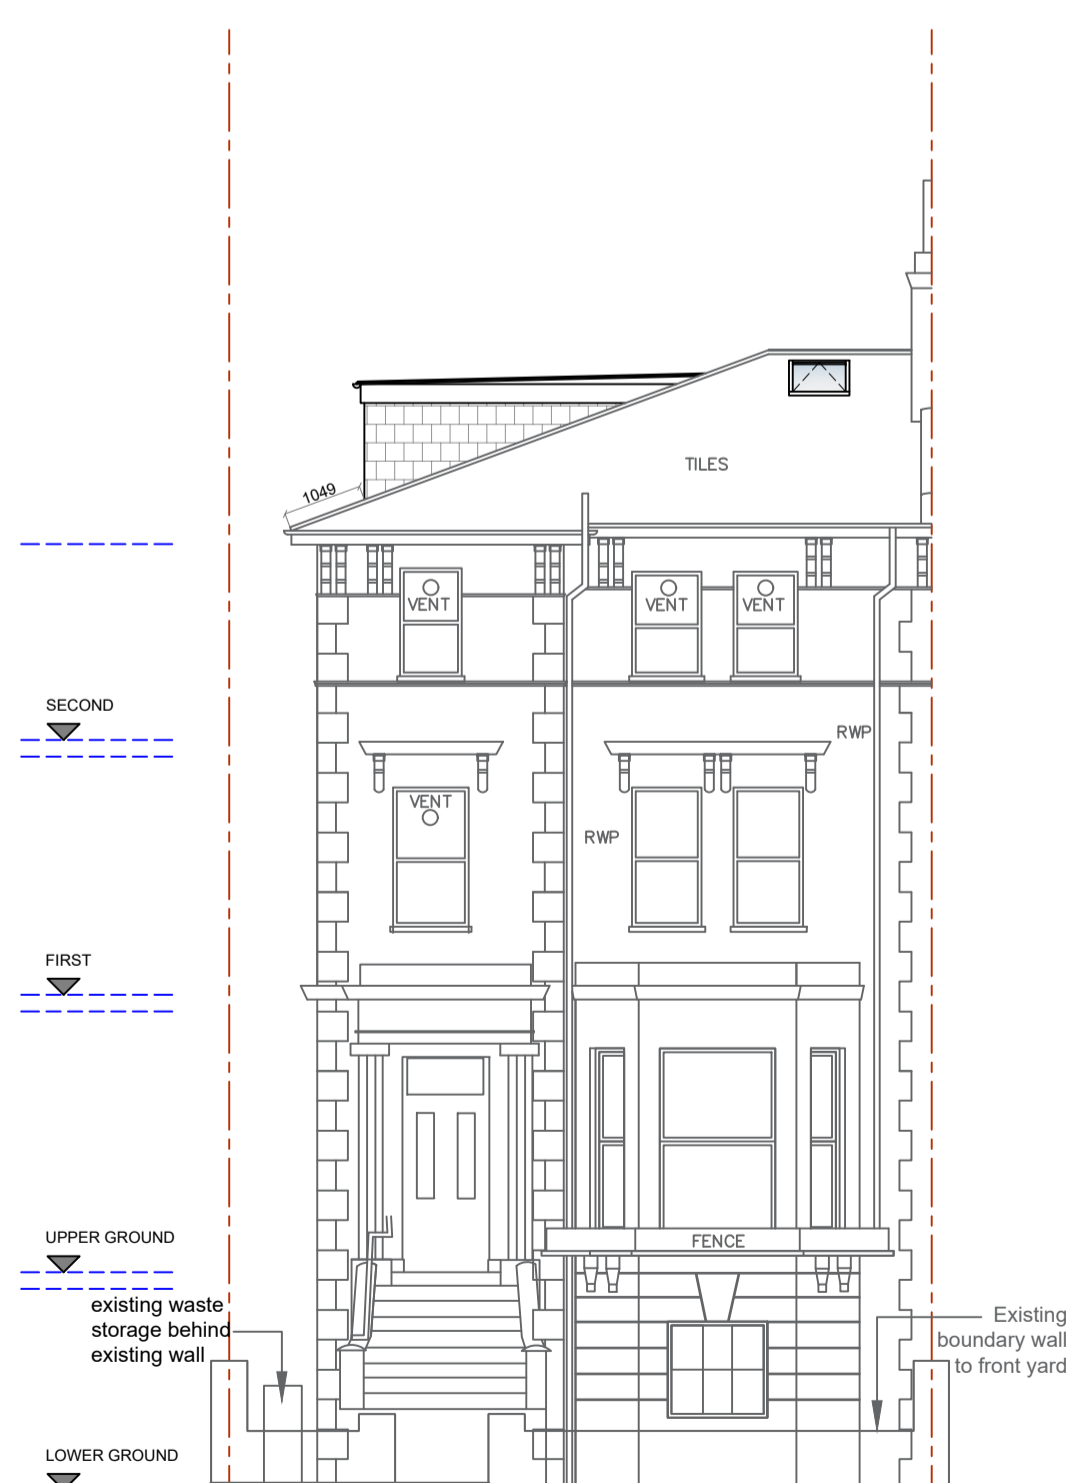 1049
TILES
VENT
VENT
VENT
SECOND
RWP
VENT
RWP
FIRST
UPPER GROUND
FENCE
existing waste
storage behind
existing wall
Existing
boundary wall
to front yard
LOWER GROUND